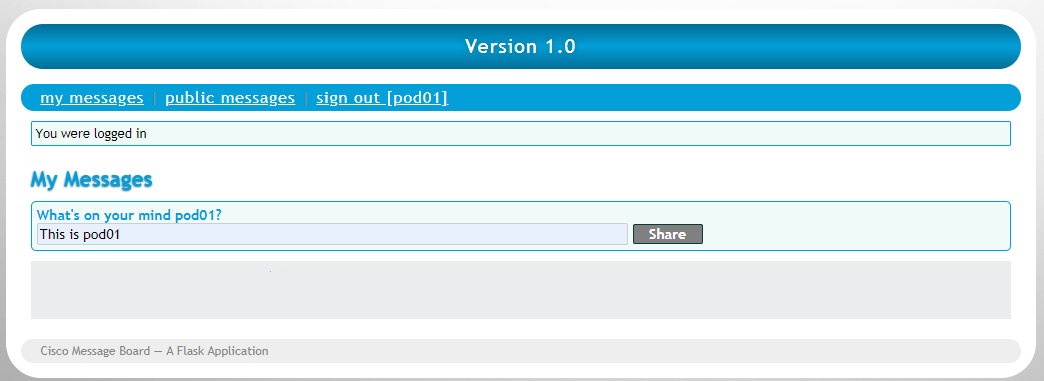 Version 1.0
my messages | public messages | sign out [pod01]
You were logged in
My Messages
What's on your mind pod01?
This is pod01
Share
Cisco Message Board — A Flask Application